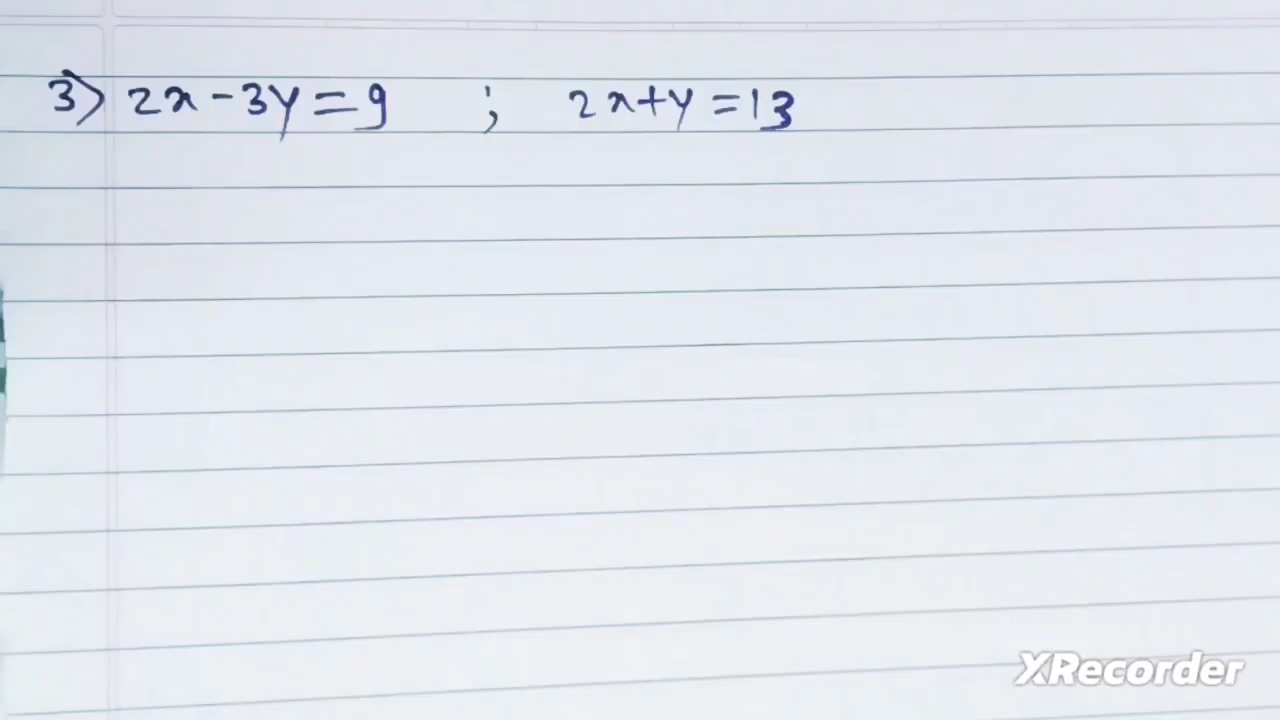 3) 2x - 3y = 9 ; 2x + y = 13
XRecorder